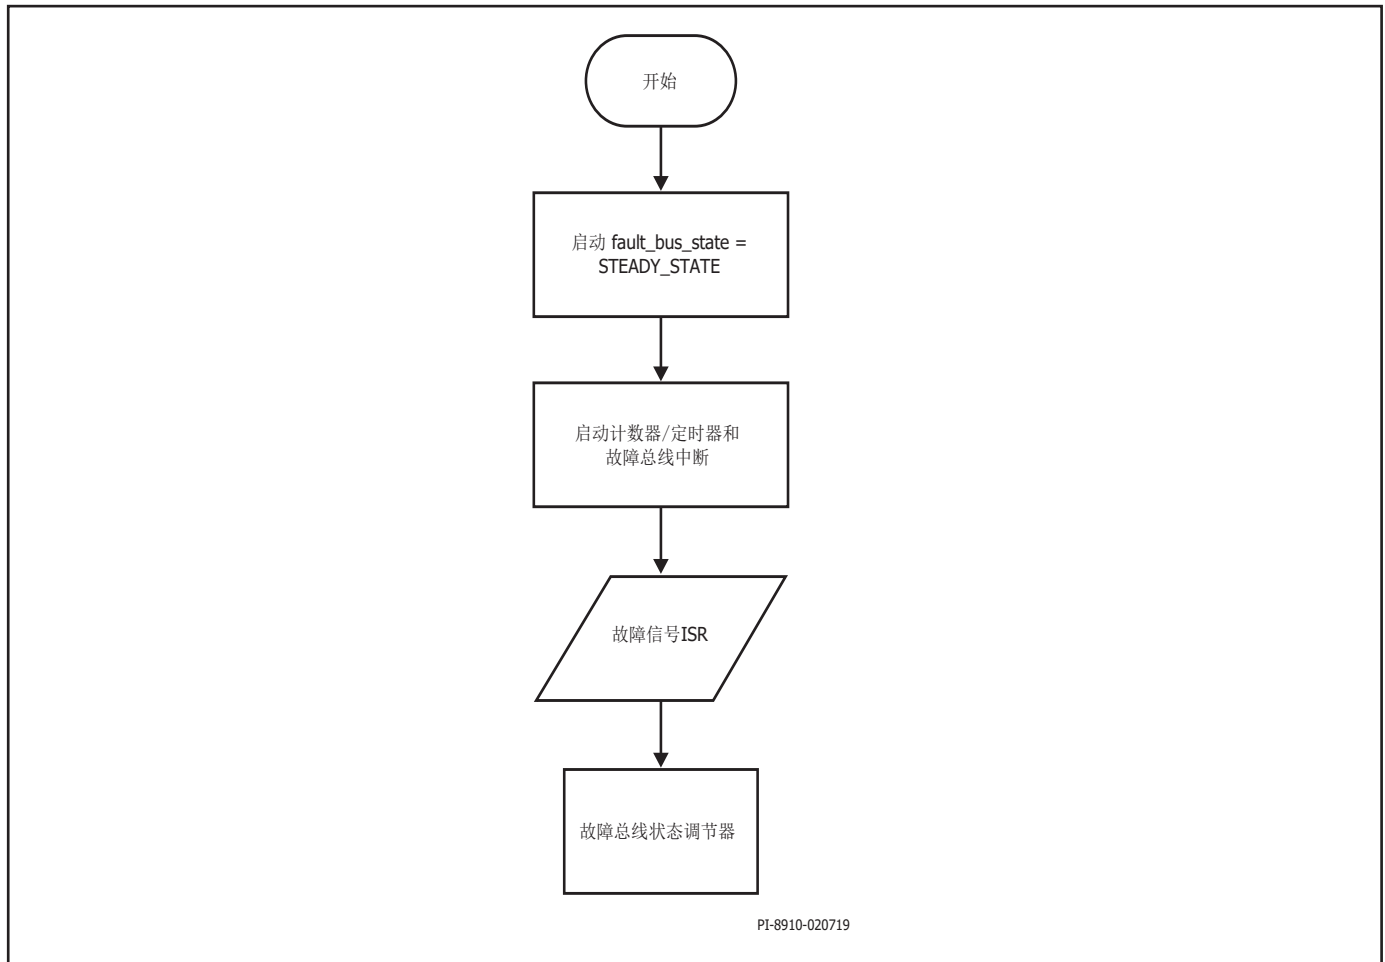 开始
启动 fault_bus_state =
STEADY_STATE
启动计数器/定时器和
故障总线中断
故障信号ISR
故障总线状态调节器
PI-8910-020719